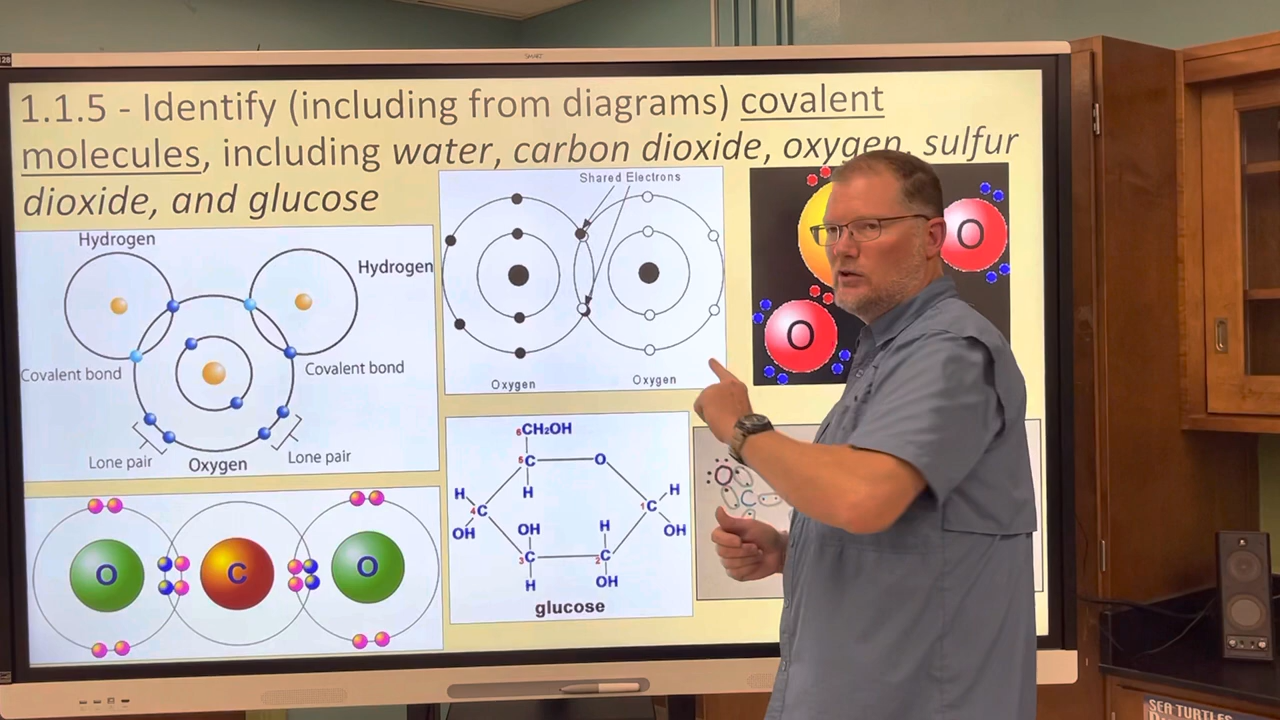 128
SMART
1.1.5 - Identify (including from diagrams) covalent
molecules, including water, carbon dioxide, oxygen, sulfur
dioxide, and glucose
Hydrogen
Hydrogen
Covalent bond
Covalent bond
Lone pair
Oxygen
Lone pair
Shared Electrons
Oxygen
Oxygen
O
O
O
C
O
6CH₂OH
5C
O
H
H
4C
OH
OH
H
3C
H
H
2C
OH
1C
H
OH
glucose
O
C
SEA TURTLES